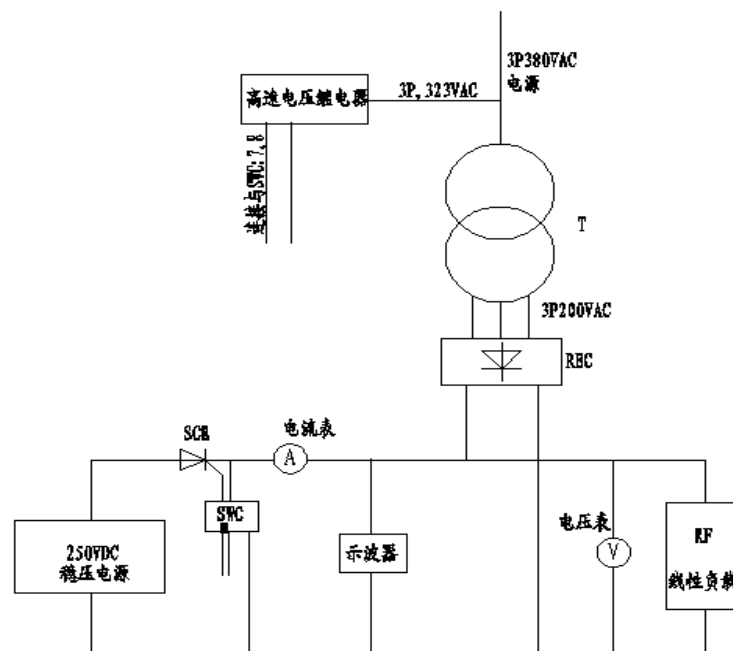 3P380VAC
电源
高速电压继电器
3P,323VAC
连接与SWC:7,8
T
3P200VAC
REC
SCR
电流表
A
SWC
250VDC
稳压电源
示波器
电压表
V
RF
线性负载